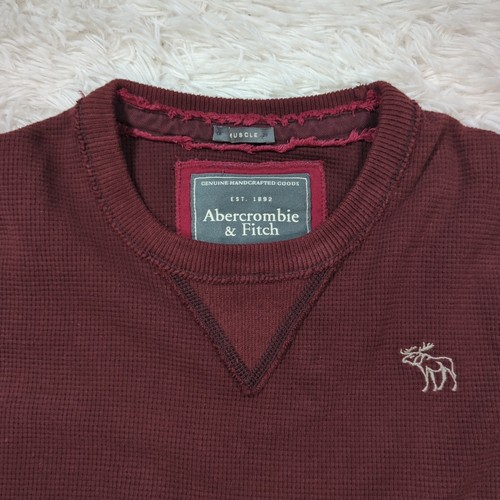 MUSCLE
GENUINE HANDCRAFTED GOODS
EST. 1892
Abercrombie
& Fitch